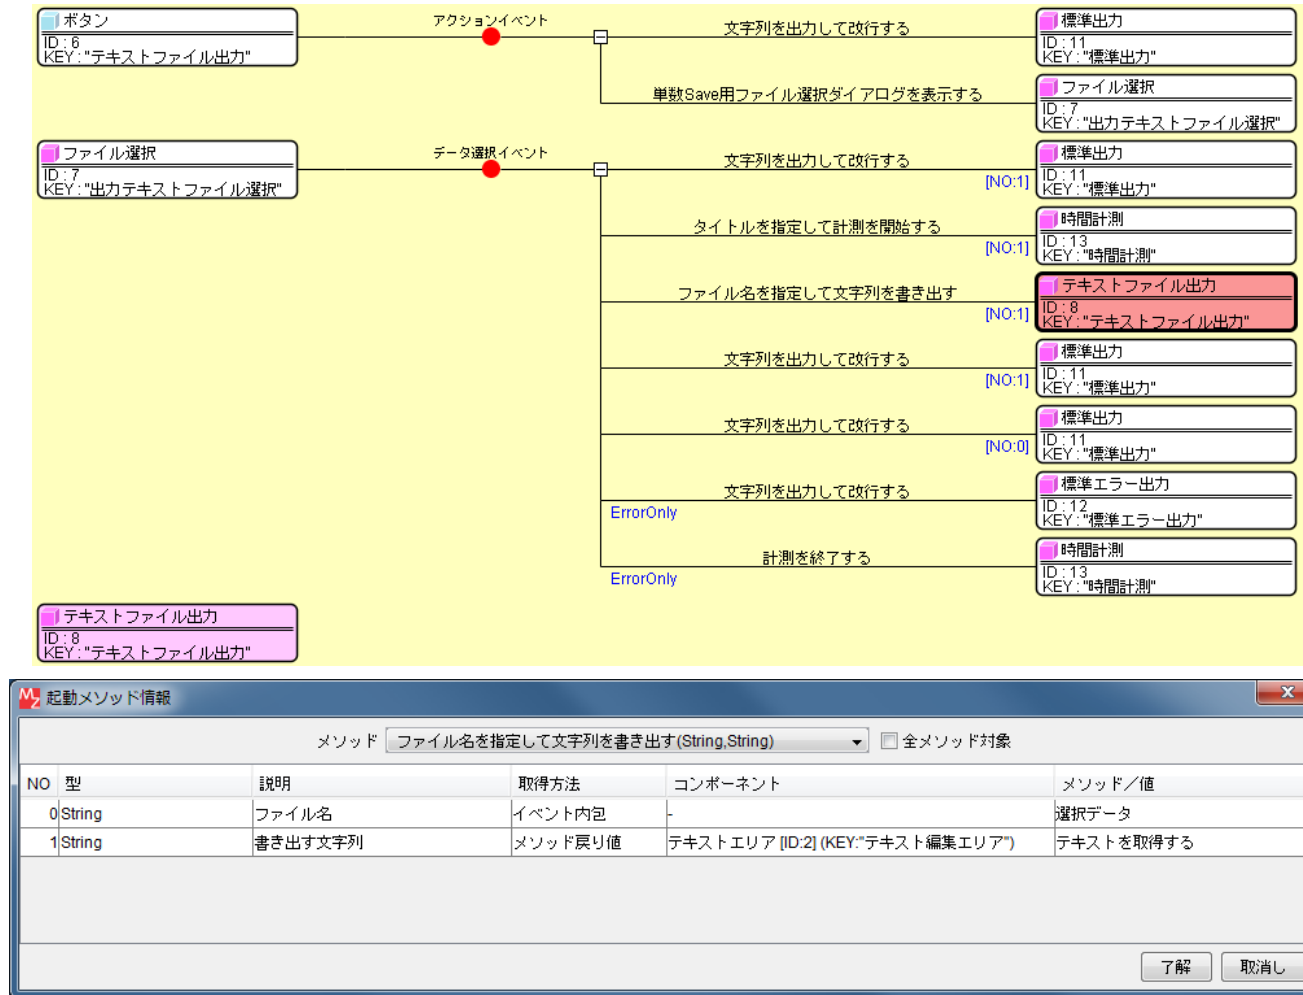 ボタン
ID : 6
KEY : "テキストファイル出力"
アクションイベント
文字列を出力して改行する
標準出力
ID : 11
KEY : "標準出力"
単数Save用ファイル選択ダイアログを表示する
ファイル選択
ID : 7
KEY : "出力テキストファイル選択"
ファイル選択
ID : 7
KEY : "出力テキストファイル選択"
データ選択イベント
文字列を出力して改行する
[NO:1]
標準出力
ID : 11
KEY : "標準出力"
タイトルを指定して計測を開始する
[NO:1]
時間計測
ID : 13
KEY : "時間計測"
ファイル名を指定して文字列を書き出す
[NO:1]
テキストファイル出力
ID : 8
KEY : "テキストファイル出力"
文字列を出力して改行する
[NO:1]
標準出力
ID : 11
KEY : "標準出力"
文字列を出力して改行する
[NO:0]
標準出力
ID : 11
KEY : "標準出力"
文字列を出力して改行する
ErrorOnly
標準エラー出力
ID : 12
KEY : "標準エラー出力"
計測を終了する
ErrorOnly
時間計測
ID : 13
KEY : "時間計測"
テキストファイル出力
ID : 8
KEY : "テキストファイル出力"
起動メソッド情報
メソッド ファイル名を指定して文字列を書き出す(String,String) 全メソッド対象
NO 型 説明 取得方法 コンポーネント メソッド／値
0 String ファイル名 イベント内包 - 選択データ
1 String 書き出す文字列 メソッド戻り値 テキストエリア [ID:2] (KEY:"テキスト編集エリア") テキストを取得する
了解 取消し